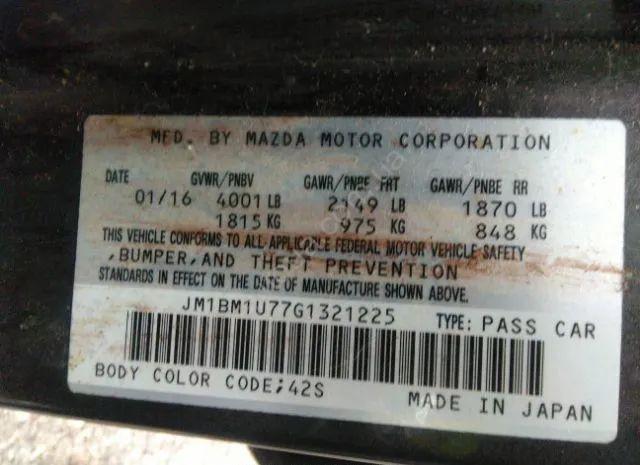 MFD. BY MAZDA MOTOR CORPORATION
DATE GVWR/PNBV GAWR/PNBE FRT GAWR/PNBE RR
01/16 4001 LB 2149 LB 1870 LB
1815 KG 975 KG 848 KG
THIS VEHICLE CONFORMS TO ALL APPLICABLE FEDERAL MOTOR VEHICLE SAFETY
,BUMPER,AND THEFT PREVENTION
STANDARDS IN EFFECT ON THE DATE OF MANUFACTURE SHOWN ABOVE.
JM1BM1U77G1321225 TYPE: PASS CAR
BODY COLOR CODE;42S MADE IN JAPAN